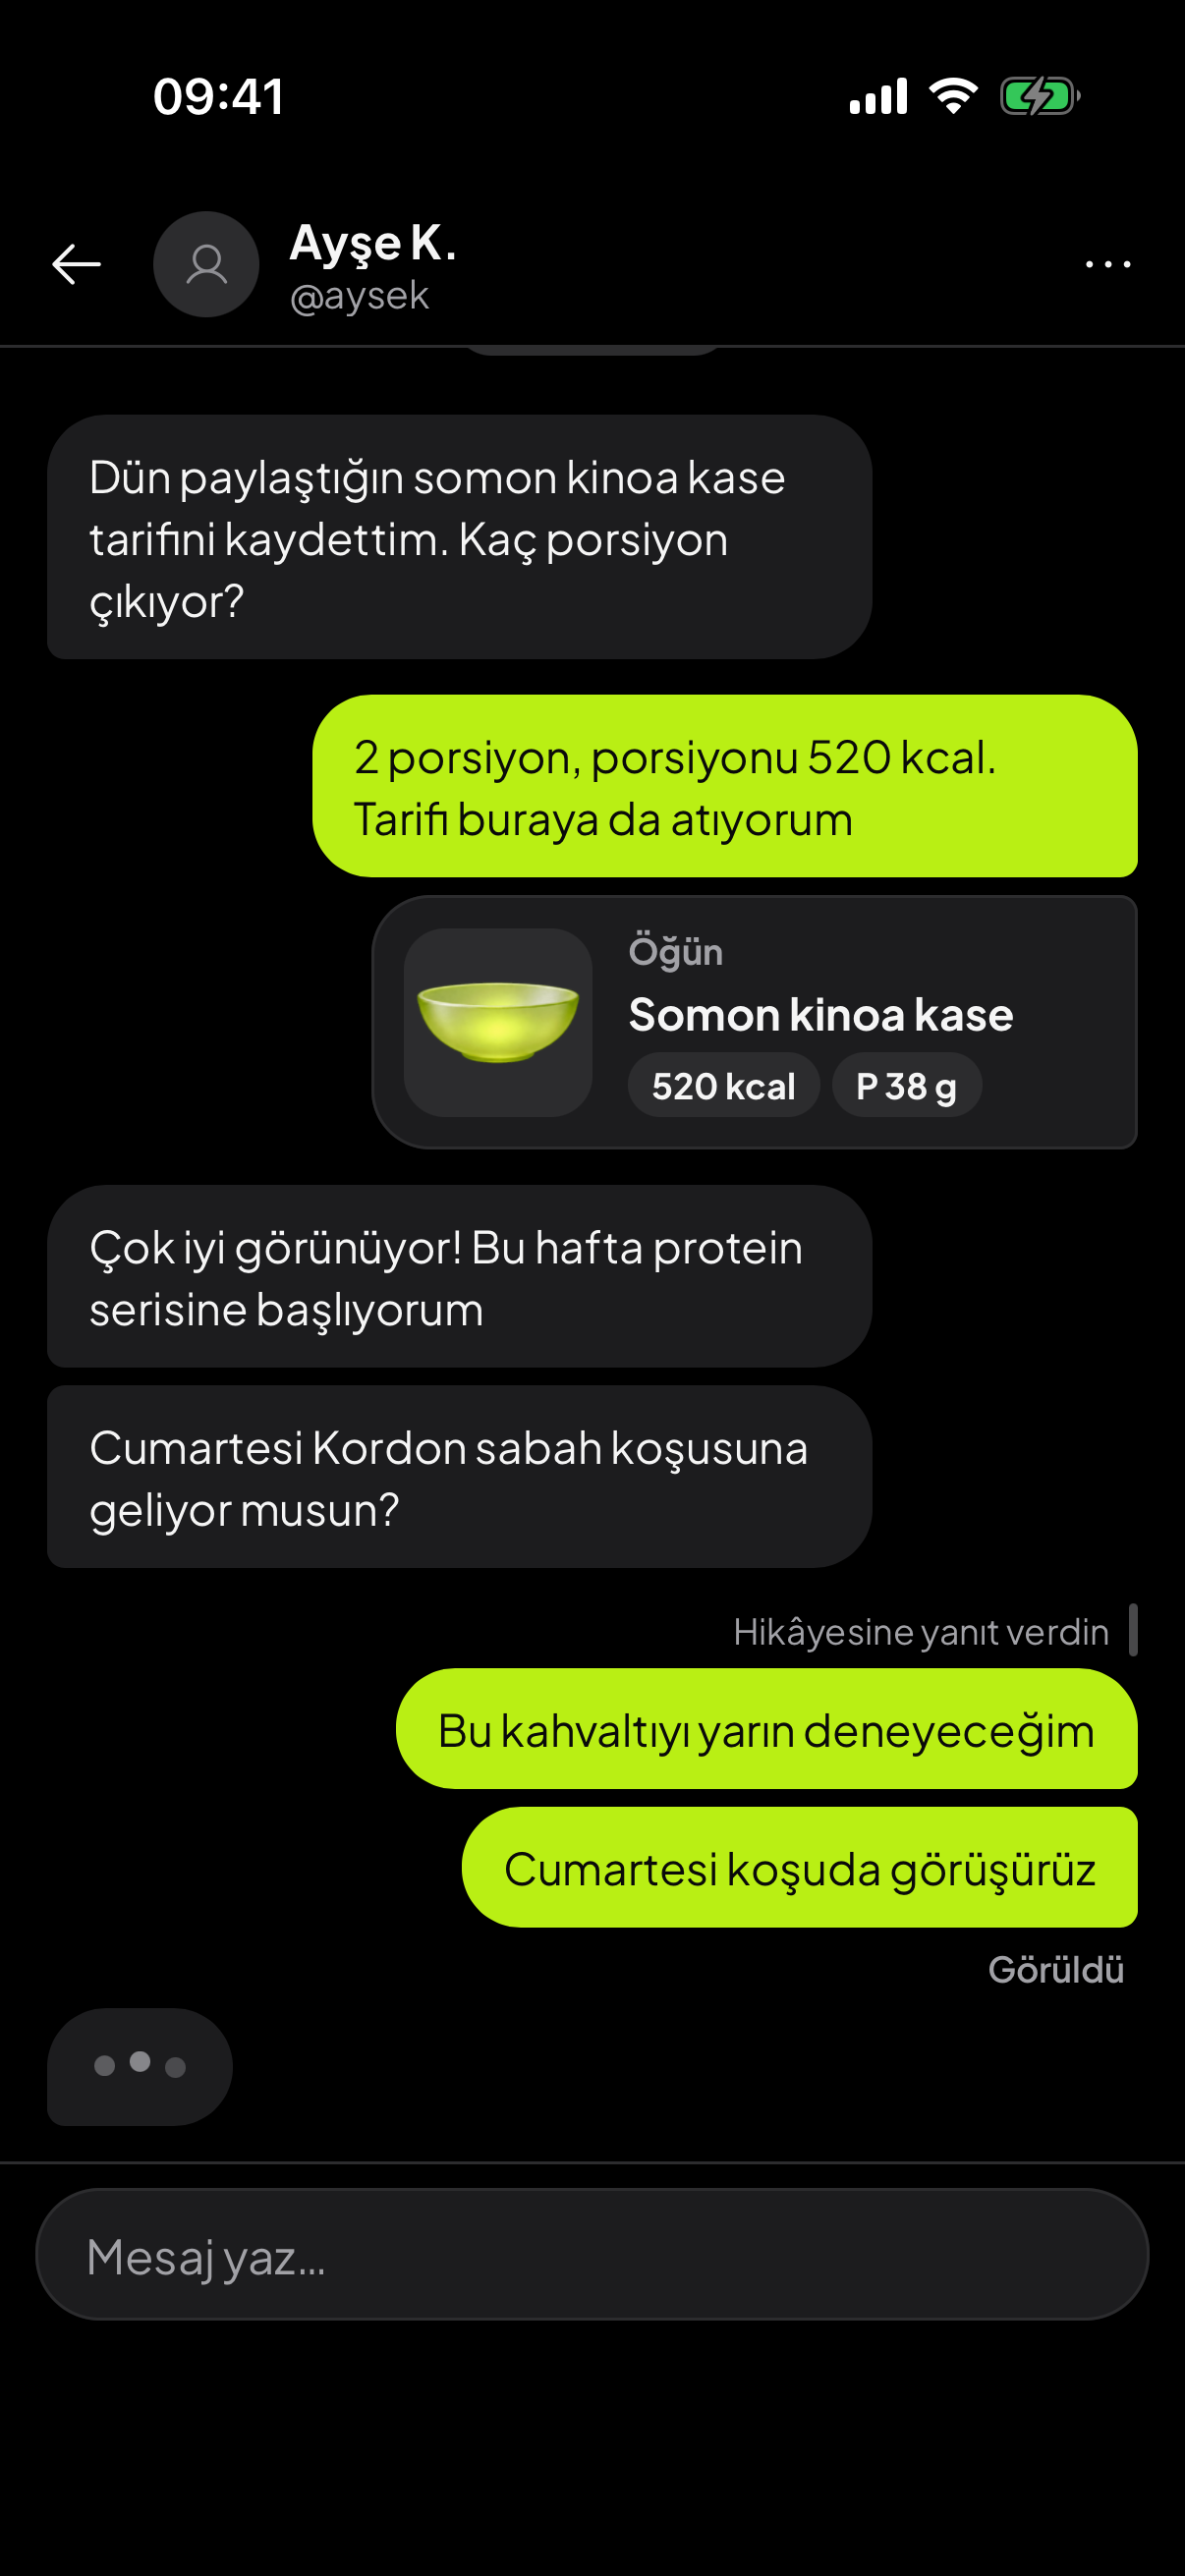 09:41
Ayşe K.
@aysek
Dün paylaştığın somon kinoa kase
tarifini kaydettim. Kaç porsiyon
çıkıyor?
2 porsiyon, porsiyonu 520 kcal.
Tarifi buraya da atıyorum
Öğün
Somon kinoa kase
520 kcal P 38 g
Çok iyi görünüyor! Bu hafta protein
serisine başlıyorum
Cumartesi Kordon sabah koşusuna
geliyor musun?
Hikâyesine yanıt verdin
Bu kahvaltıyı yarın deneyeceğim
Cumartesi koşuda görüşürüz
Görüldü
Mesaj yaz...